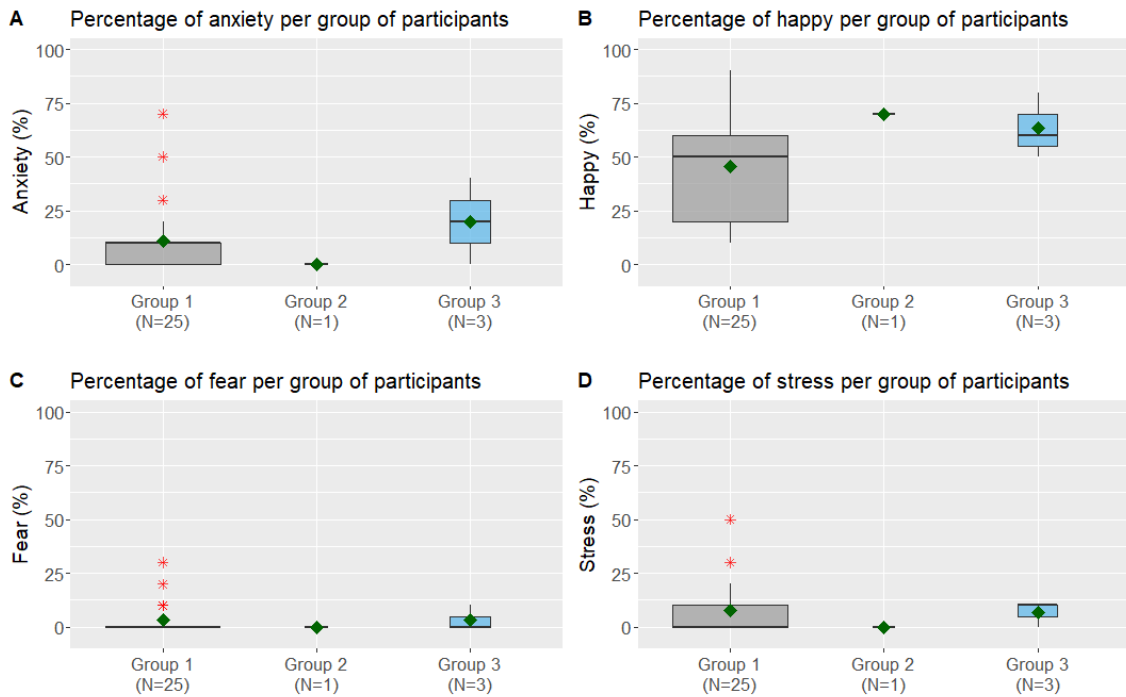 A Percentage of anxiety per group of participants
Anxiety (%)
100
75
50
25
0
Group 1 Group 2 Group 3
(N=25) (N=1) (N=3)
B Percentage of happy per group of participants
Happy (%)
100
75
50
25
0
Group 1 Group 2 Group 3
(N=25) (N=1) (N=3)
C Percentage of fear per group of participants
Fear (%)
100
75
50
25
0
Group 1 Group 2 Group 3
(N=25) (N=1) (N=3)
D Percentage of stress per group of participants
Stress (%)
100
75
50
25
0
Group 1 Group 2 Group 3
(N=25) (N=1) (N=3)